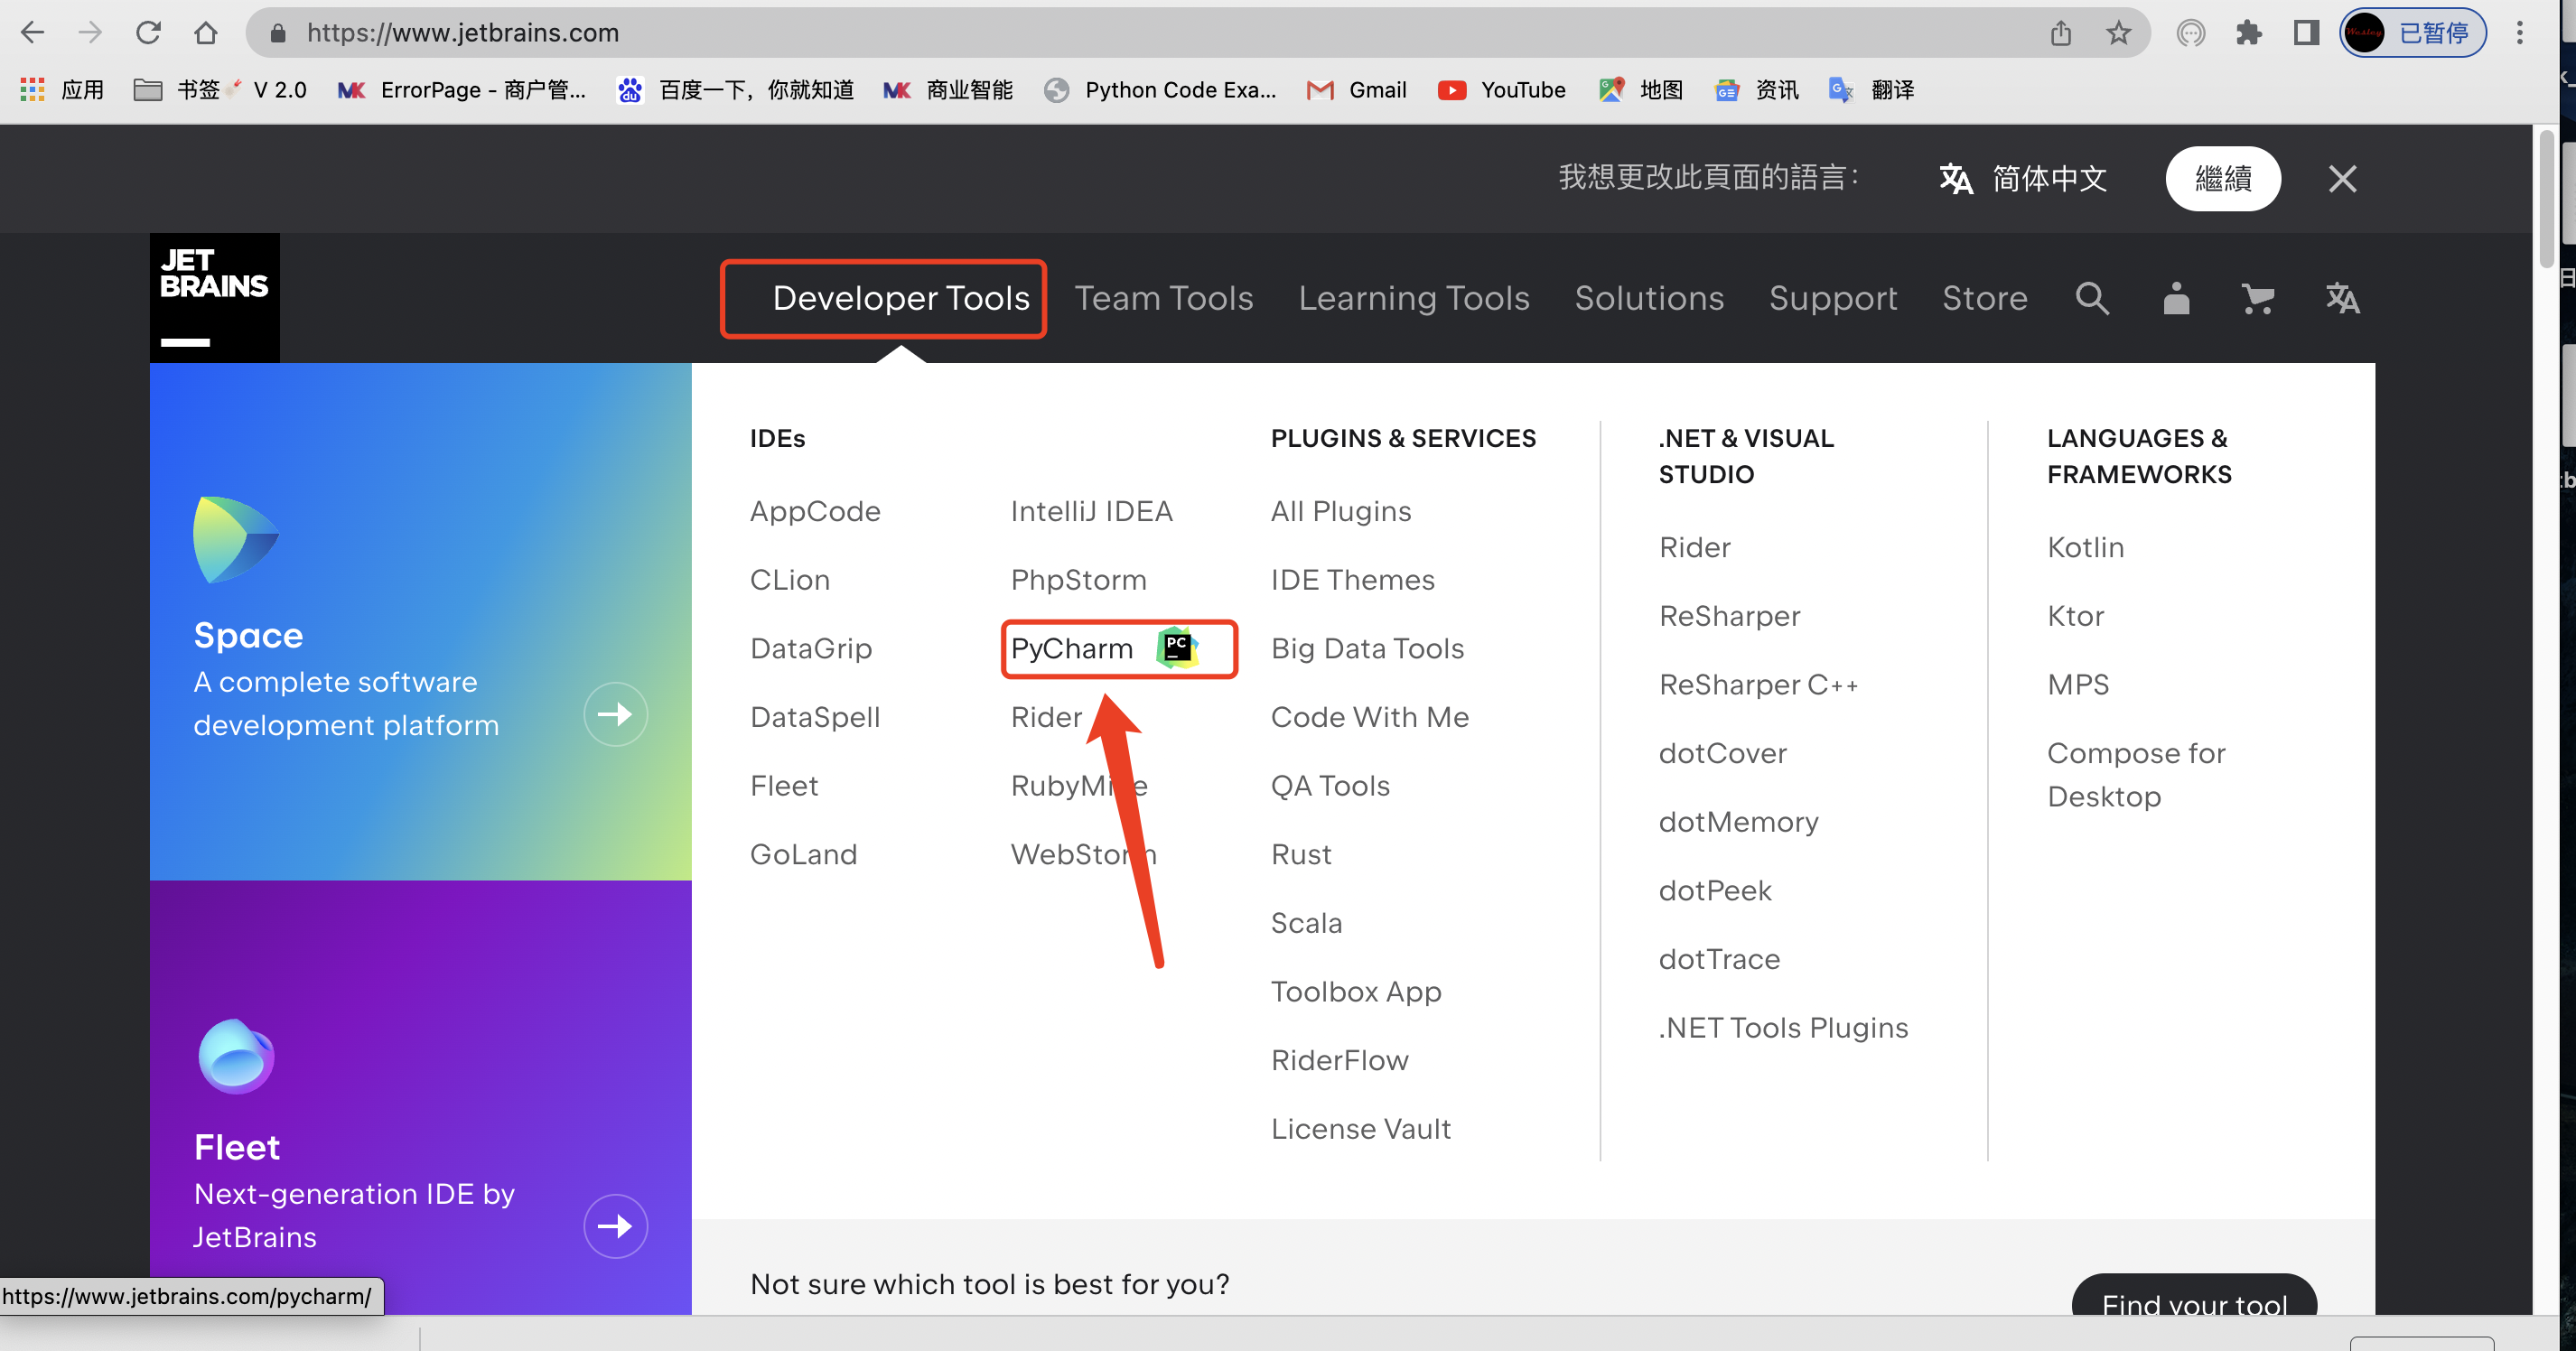 https://www.jetbrains.com
已暂停
应用
书签 V 2.0
ErrorPage - 商户管...
百度一下，你就知道
商业智能
Python Code Exa...
Gmail
YouTube
地图
资讯
翻译
我想更改此頁面的語言：
简体中文
繼續
JET
BRAINS
Developer Tools
Team Tools
Learning Tools
Solutions
Support
Store
Space
A complete software
development platform
Fleet
Next-generation IDE by
JetBrains
IDEs
AppCode
CLion
DataGrip
DataSpell
Fleet
GoLand
IntelliJ IDEA
PhpStorm
PyCharm
PC
Rider
RubyMine
WebStorm
PLUGINS & SERVICES
All Plugins
IDE Themes
Big Data Tools
Code With Me
QA Tools
Rust
Scala
Toolbox App
RiderFlow
License Vault
.NET & VISUAL
STUDIO
Rider
ReSharper
ReSharper C++
dotCover
dotMemory
dotPeek
dotTrace
.NET Tools Plugins
LANGUAGES &
FRAMEWORKS
Kotlin
Ktor
MPS
Compose for
Desktop
Not sure which tool is best for you?
Find your tool
https://www.jetbrains.com/pycharm/